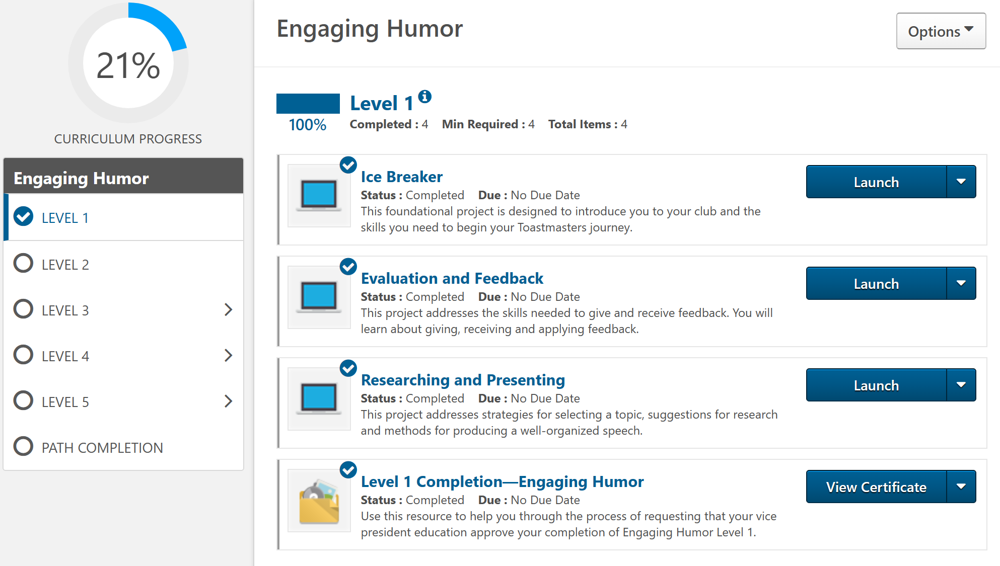 21%
CURRICULUM PROGRESS
Engaging Humor
LEVEL 1
LEVEL 2
LEVEL 3
LEVEL 4
LEVEL 5
PATH COMPLETION
Engaging Humor
Options
Level 1
100%
Completed : 4 Min Required : 4 Total Items : 4
Ice Breaker
Status : Completed Due : No Due Date
This foundational project is designed to introduce you to your club and the
skills you need to begin your Toastmasters journey.
Launch
Evaluation and Feedback
Status : Completed Due : No Due Date
This project addresses the skills needed to give and receive feedback. You will
learn about giving, receiving and applying feedback.
Launch
Researching and Presenting
Status : Completed Due : No Due Date
This project addresses strategies for selecting a topic, suggestions for research
and methods for producing a well-organized speech.
Launch
Level 1 Completion—Engaging Humor
Status : Completed Due : No Due Date
Use this resource to help you through the process of requesting that your vice
president education approve your completion of Engaging Humor Level 1.
View Certificate